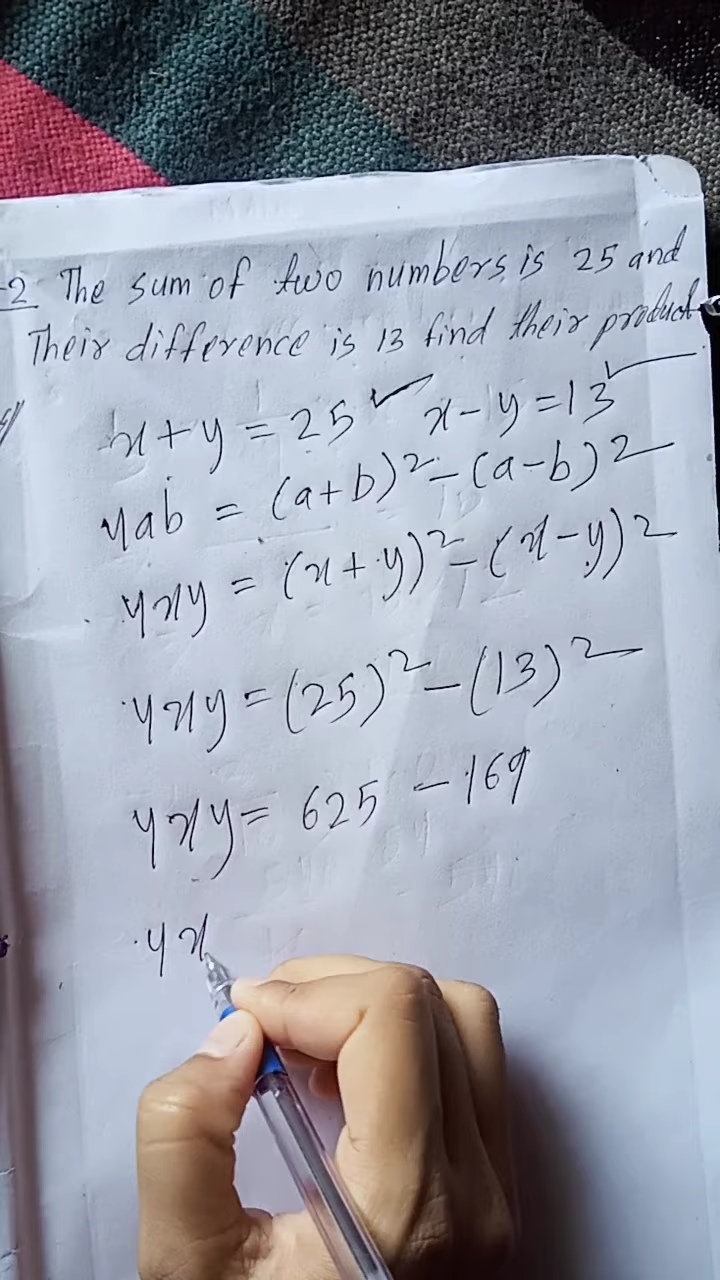 -2 The sum of two numbers is 25 and
Their difference is 13 find their product
x+y=25 ✓ x-y=13 ✓
4ab = (a+b)²-(a-b)²
4xy = (x+y)²-(x-y)²
4xy=(25)²-(13)²
4xy= 625 -169
4x